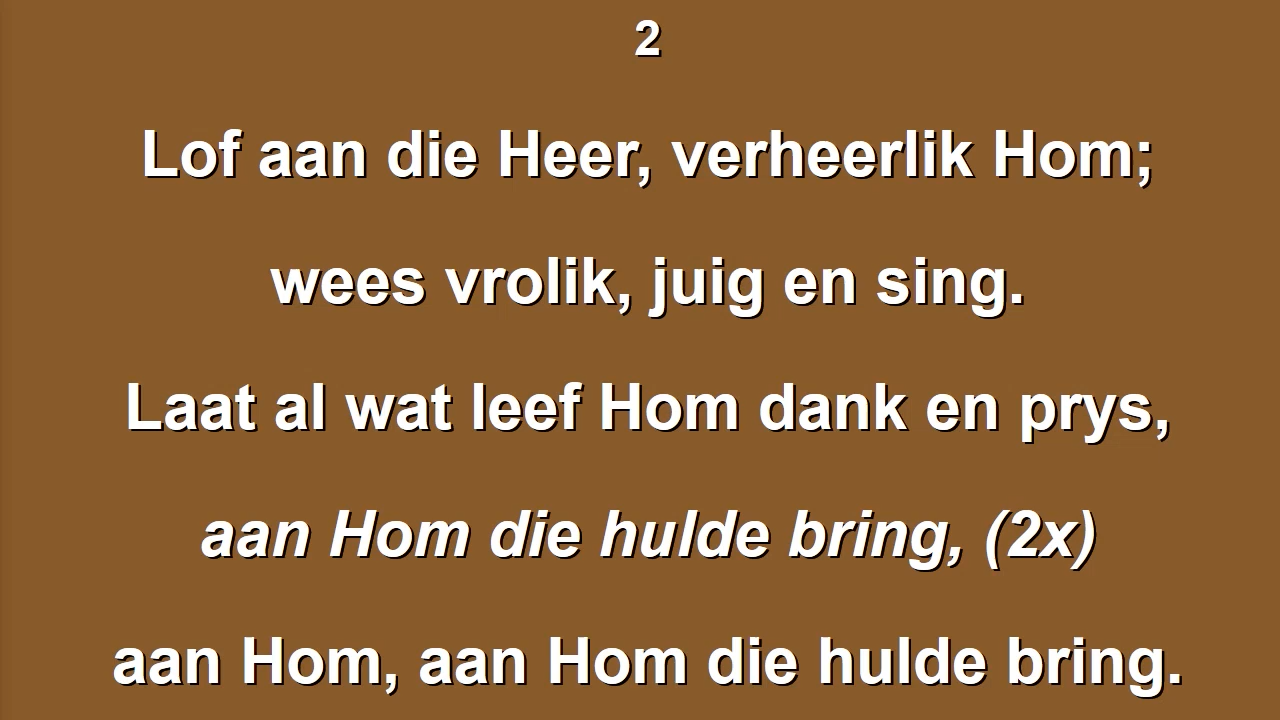 2
Lof aan die Heer, verheerlik Hom;
wees vrolik, juig en sing.
Laat al wat leef Hom dank en prys,
aan Hom die hulde bring, (2x)
aan Hom, aan Hom die hulde bring.